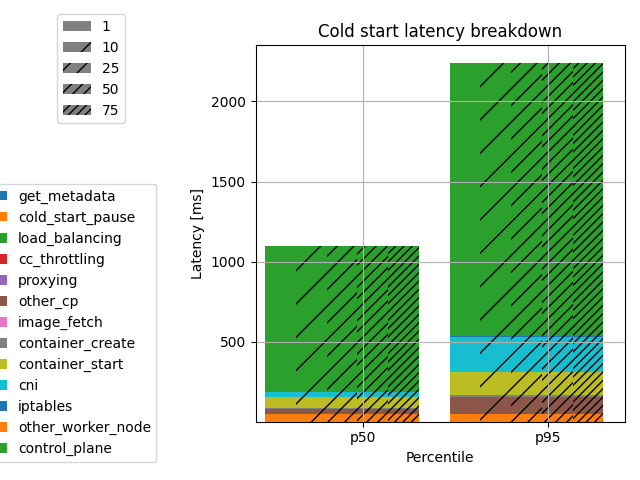 1
10
25
50
75
get_metadata
cold_start_pause
load_balancing
cc_throttling
proxying
other_cp
image_fetch
container_create
container_start
cni
iptables
other_worker_node
control_plane
Cold start latency breakdown
Latency [ms]
2000
1500
1000
500
p50
p95
Percentile